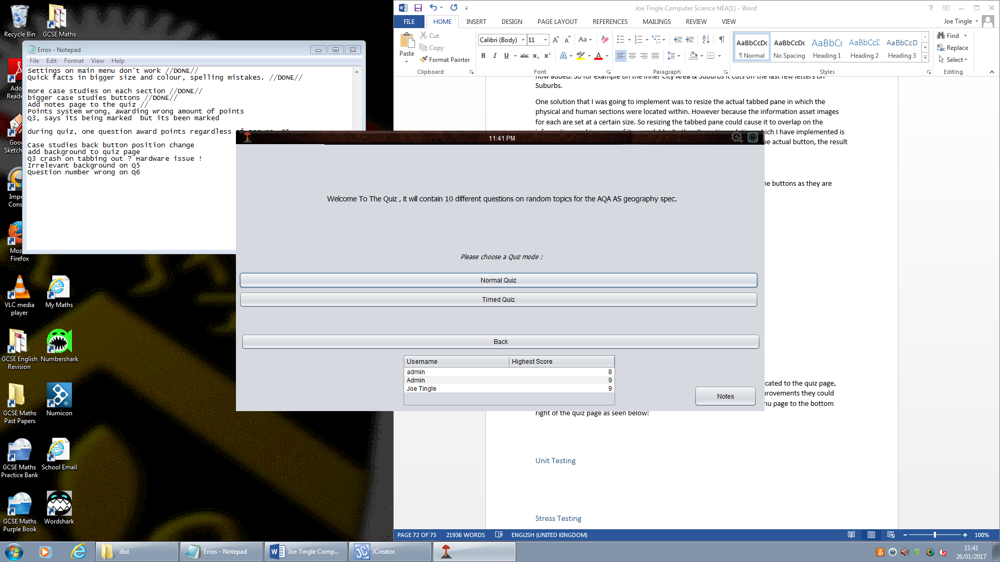 Recycle Bin
GCSE Maths
Erros - Notepad
File Edit Format View Help
Settings on main menu don't work //DONE//
Quick facts in bigger size and colour, spelling mistakes. //DONE//
more case studies on each section //DONE//
bigger case studies buttons //DONE//
Add notes page to the quiz //
Points system wrong, awarding wrong amount of points
Q3, says its being marked  but its been marked
during quiz, one question award points regardless
Case studies back button position change
add background to quiz page
Q3 crash on tabbing out ? Hardware issue !
Irrelevant background on Q5
Question number wrong on Q6
VLC media player
My Maths
GCSE English Revision
Numbershark
GCSE Maths Past Papers
Numicon
GCSE Maths Practice Bank
School Email
GCSE Maths Purple Book
Wordshark
Mozi
Firefox
Joe Tingle Computer Science NEA(1) - Word
FILE HOME INSERT DESIGN PAGE LAYOUT REFERENCES MAILINGS REVIEW VIEW
Joe Tingle
Paste
Cut
Copy
Format Painter
Clipboard
Calibri (Body) 11
Font
Paragraph
AaBbCcDc AaBbCcDc AaBbCc AaBbCcD AaBbCcD
¶ Normal No Spacing Heading 1 Heading 2 Heading 3
Styles
Find
Replace
Select
Editing
Suburbs.
One solution that I was going to implement was to resize the actual tabbed pane in which the
physical and human sections were located within. However because the information asset images
for each are set at a certain size. So resizing the tabbed pane could cause it to overlap on the
hich I have implemented is
he actual button, the result
he buttons as they are
cated to the quiz page,
provements they could
nu page to the bottom
right of the quiz page as seen below:
Unit Testing
Stress Testing
11:41 PM
Welcome To The Quiz , it will contain 10 different questions on random topics for the AQA AS geography spec.
Please choose a Quiz mode :
Normal Quiz
Timed Quiz
Back
Username Highest Score
admin 8
Admin 9
Joe Tingle 9
Notes
PAGE 72 OF 75 21936 WORDS ENGLISH (UNITED KINGDOM) 100%
dist
Erros - Notepad
Joe Tingle Comp...
JCreator
11:41
26/01/2017